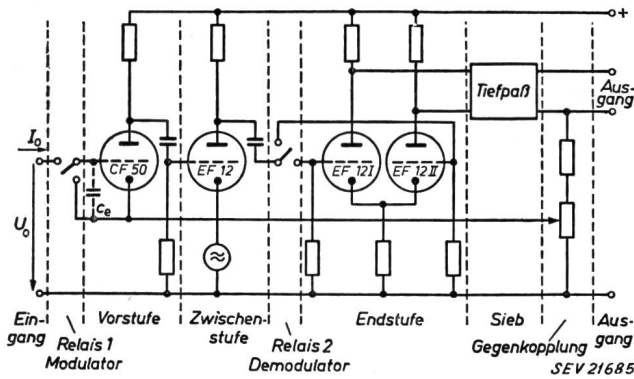 +
Aus-
gang
Tiefpaß
I₀
CF 50
EF 12
EF 12 I
EF 12 II
cₑ
U₀
≈
Ein-
gang
Relais 1
Modulator
Vorstufe
Zwischen-
stufe
Relais 2
Demodulator
Endstufe
Sieb
Gegenkopplung
Aus-
gang
SEV 21685